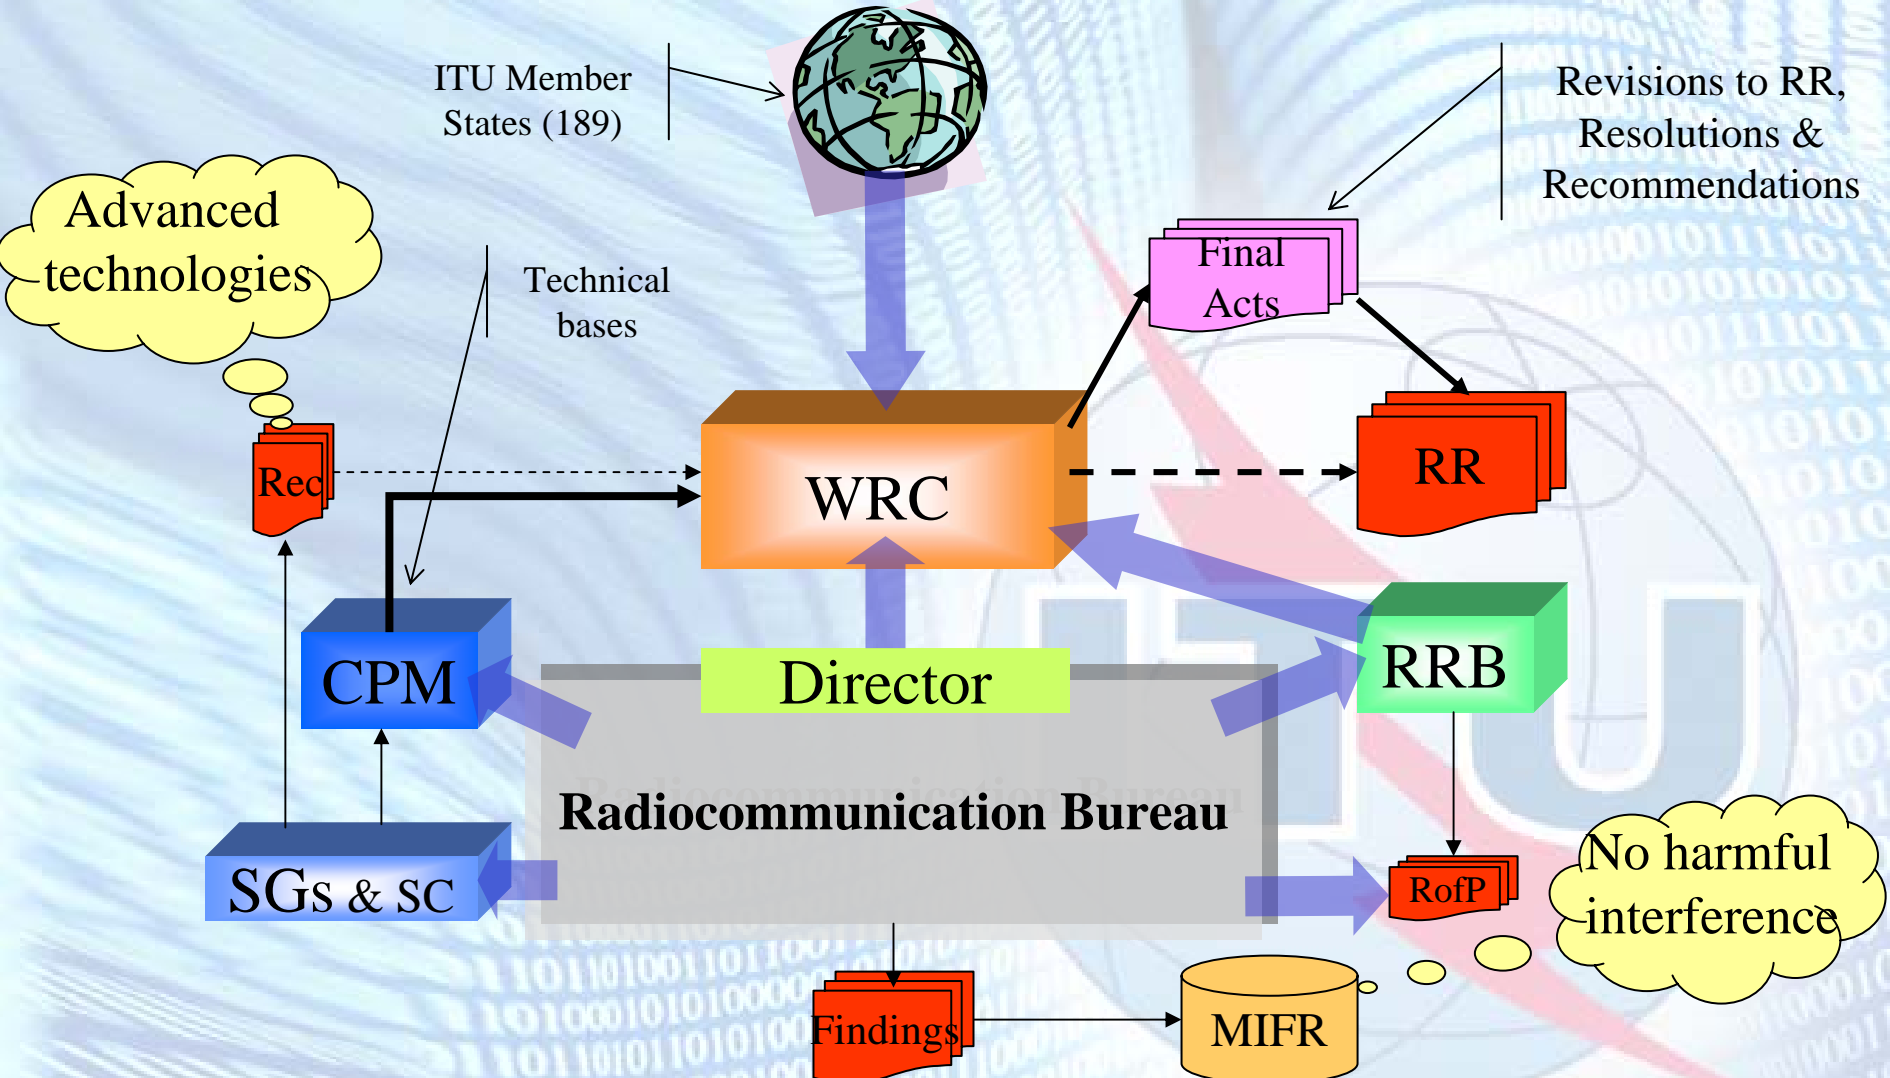 ITU Member
States (189)
Revisions to RR,
Resolutions &
Recommendations
Advanced
technologies
Technical
bases
Final
Acts
Rec
WRC
RR
CPM
Director
RRB
Radiocommunication Bureau
SGs & SC
RofP
No harmful
interference
Findings
MIFR
ITU